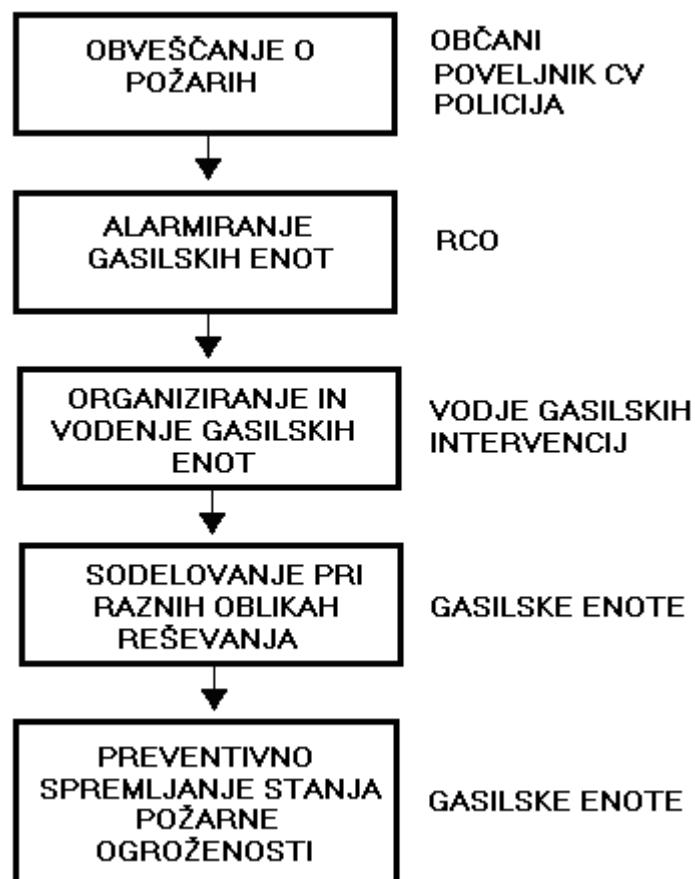 OBVEŠČANJE O
POŽARIH
OBČANI
POVELJNIK CV
POLICIJA
ALARMIRANJE
GASILSKIH ENOT
RCO
ORGANIZIRANJE IN
VODENJE GASILSKIH
ENOT
VODJE GASILSKIH
INTERVENCIJ
SODELOVANJE PRI
RAZNIH OBLIKAH
REŠEVANJA
GASILSKE ENOTE
PREVENTIVNO
SPREMLJANJE STANJA
POŽARNE
OGROŽENOSTI
GASILSKE ENOTE